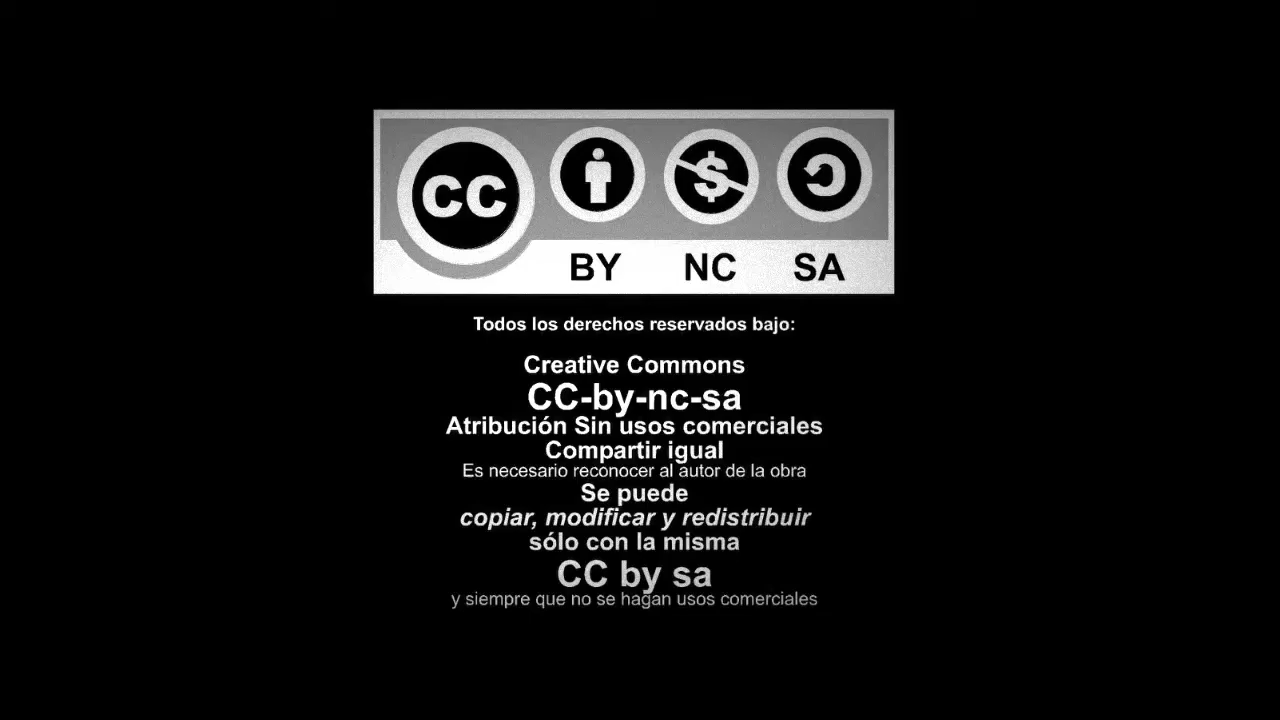 CC
BY NC SA
Todos los derechos reservados bajo:
Creative Commons
CC-by-nc-sa
Atribución Sin usos comerciales
Compartir igual
Es necesario reconocer al autor de la obra
Se puede
copiar, modificar y redistribuir
sólo con la misma
CC by sa
y siempre que no se hagan usos comerciales